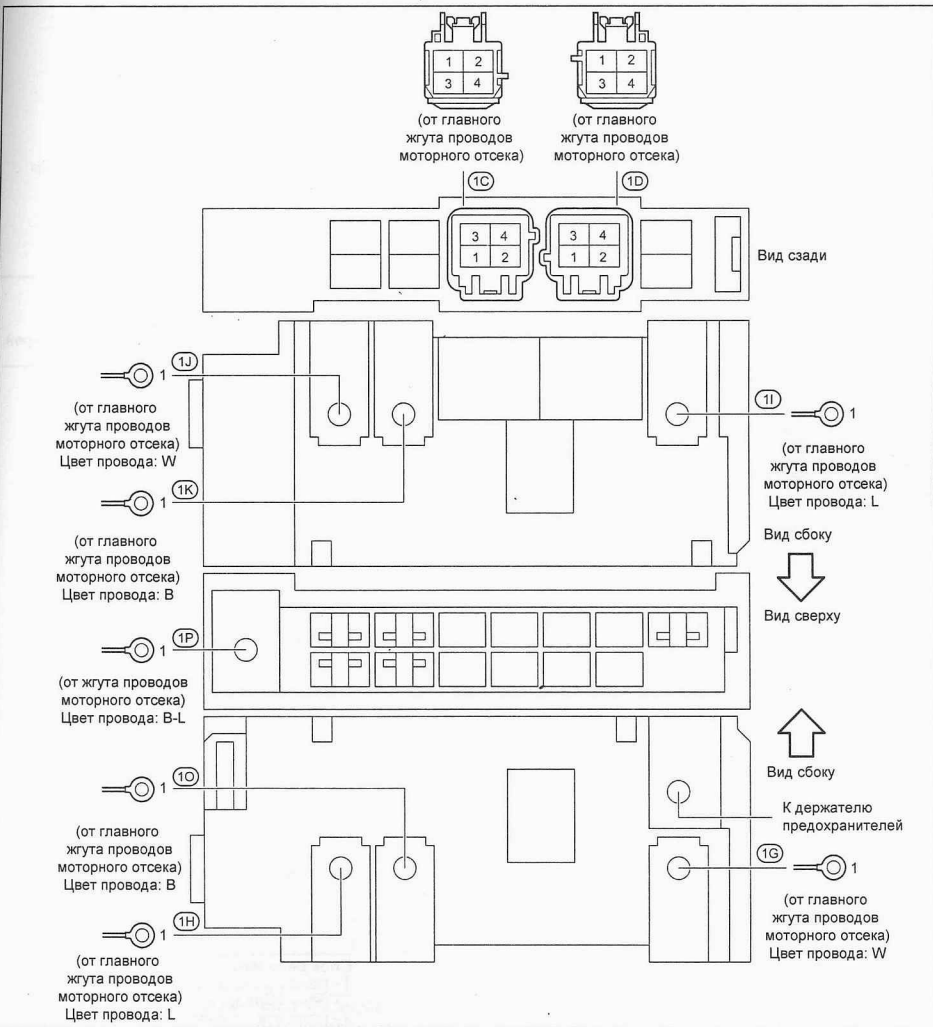 1 2
3 4
1 2
3 4
(от главного
жгута проводов
моторного отсека)
(от главного
жгута проводов
моторного отсека)
1C
1D
3 4
1 2
3 4
1 2
Вид сзади
1J
1
(от главного
жгута проводов
моторного отсека)
Цвет провода: W
1I
1
(от главного
жгута проводов
моторного отсека)
Цвет провода: L
1K
1
(от главного
жгута проводов
моторного отсека)
Цвет провода: B
Вид сбоку
Вид сверху
1P
1
(от жгута проводов
моторного отсека)
Цвет провода: B-L
Вид сбоку
1O
1
(от главного
жгута проводов
моторного отсека)
Цвет провода: B
К держателю
предохранителей
1G
1
(от главного
жгута проводов
моторного отсека)
Цвет провода: W
1H
1
(от главного
жгута проводов
моторного отсека)
Цвет провода: L